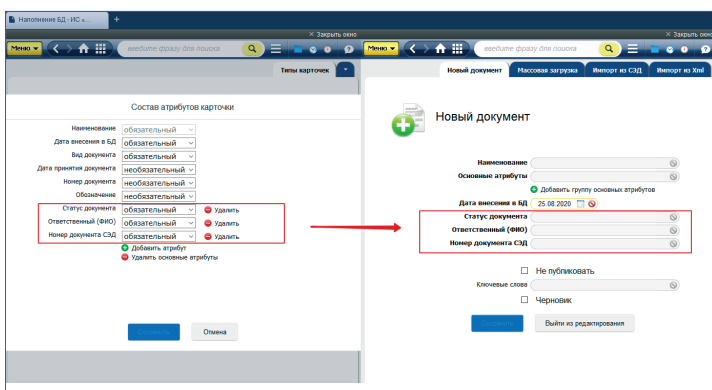 Наполнение БД - ИС «...
× Закрыть окно
Меню
введите фразу для поиска
Типы карточек
Состав атрибутов карточки
Наименование обязательный
Дата внесения в БД обязательный
Вид документа обязательный
Дата принятия документа необязательный
Номер документа необязательный
Обозначение необязательный
Статус документа обязательный Удалить
Ответственный (ФИО) обязательный Удалить
Номер документа СЭД обязательный Удалить
Добавить атрибут
Удалить основные атрибуты
Отмена
× Закрыть окно
Меню
введите фразу для поиска
Новый документ Массовая загрузка Импорт из СЭД Импорт из Xml
Новый документ
Наименование
Основные атрибуты
Добавить группу основных атрибутов
Дата внесения в БД 25.08.2020
Статус документа
Ответственный (ФИО)
Номер документа СЭД
Не публиковать
Ключевые слова
Черновик
Выйти из редактирования